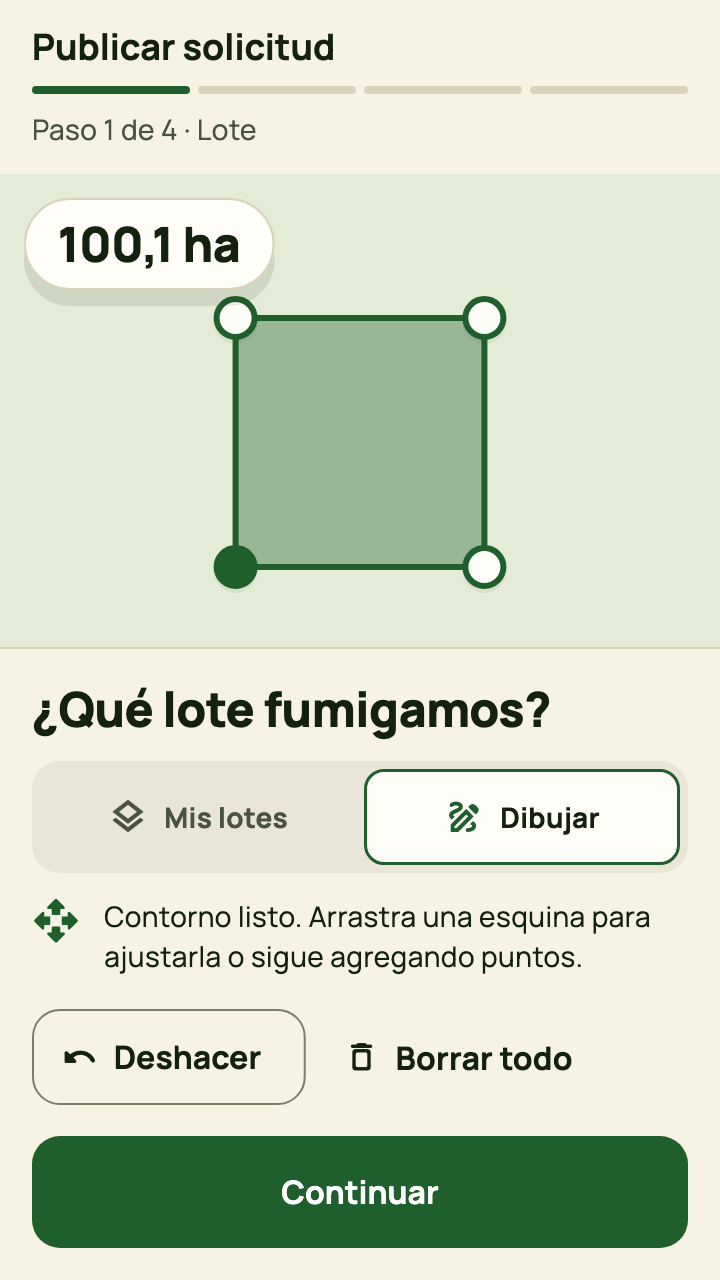 Publicar solicitud
Paso 1 de 4 · Lote
100,1 ha
¿Qué lote fumigamos?
Mis lotes
Dibujar
Contorno listo. Arrastra una esquina para
ajustarla o sigue agregando puntos.
Deshacer
Borrar todo
Continuar